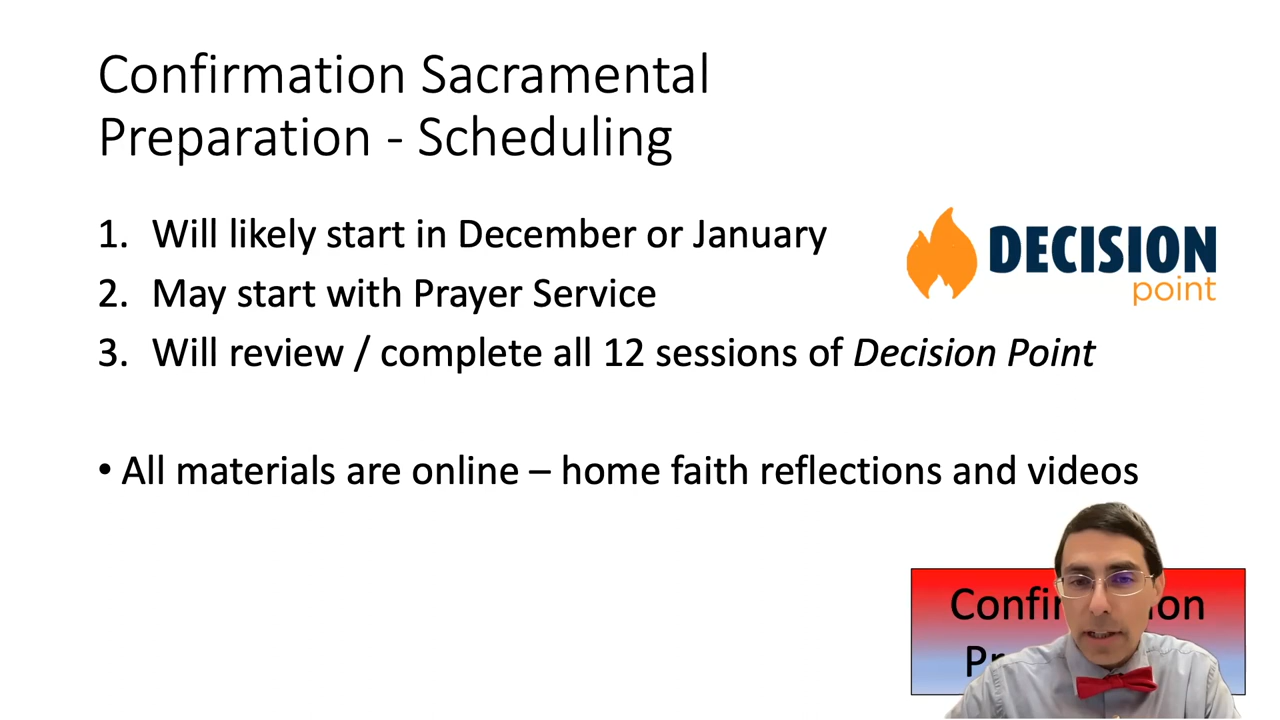 Confirmation Sacramental
Preparation - Scheduling
1. Will likely start in December or January
2. May start with Prayer Service
3. Will review / complete all 12 sessions of Decision Point
• All materials are online – home faith reflections and videos
DECISION
point